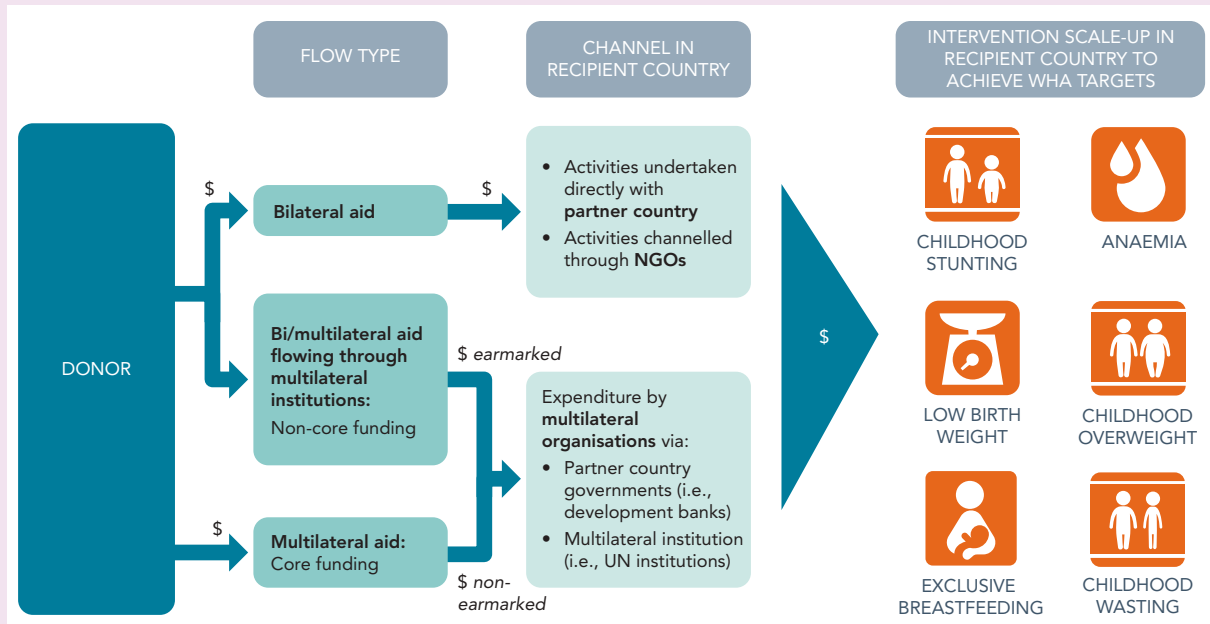 FLOW TYPE
CHANNEL IN
RECIPIENT COUNTRY
INTERVENTION SCALE-UP IN
RECIPIENT COUNTRY TO
ACHIEVE WHA TARGETS
DONOR
$
Bilateral aid
$
• Activities undertaken
directly with
partner country
• Activities channelled
through NGOs
Bi/multilateral aid
flowing through
multilateral
institutions:
Non-core funding
$ earmarked
$
Multilateral aid:
Core funding
$ non-
earmarked
Expenditure by
multilateral
organisations via:
• Partner country
governments (i.e.,
development banks)
• Multilateral institution
(i.e., UN institutions)
$
CHILDHOOD
STUNTING
ANAEMIA
LOW BIRTH
WEIGHT
CHILDHOOD
OVERWEIGHT
EXCLUSIVE
BREASTFEEDING
CHILDHOOD
WASTING